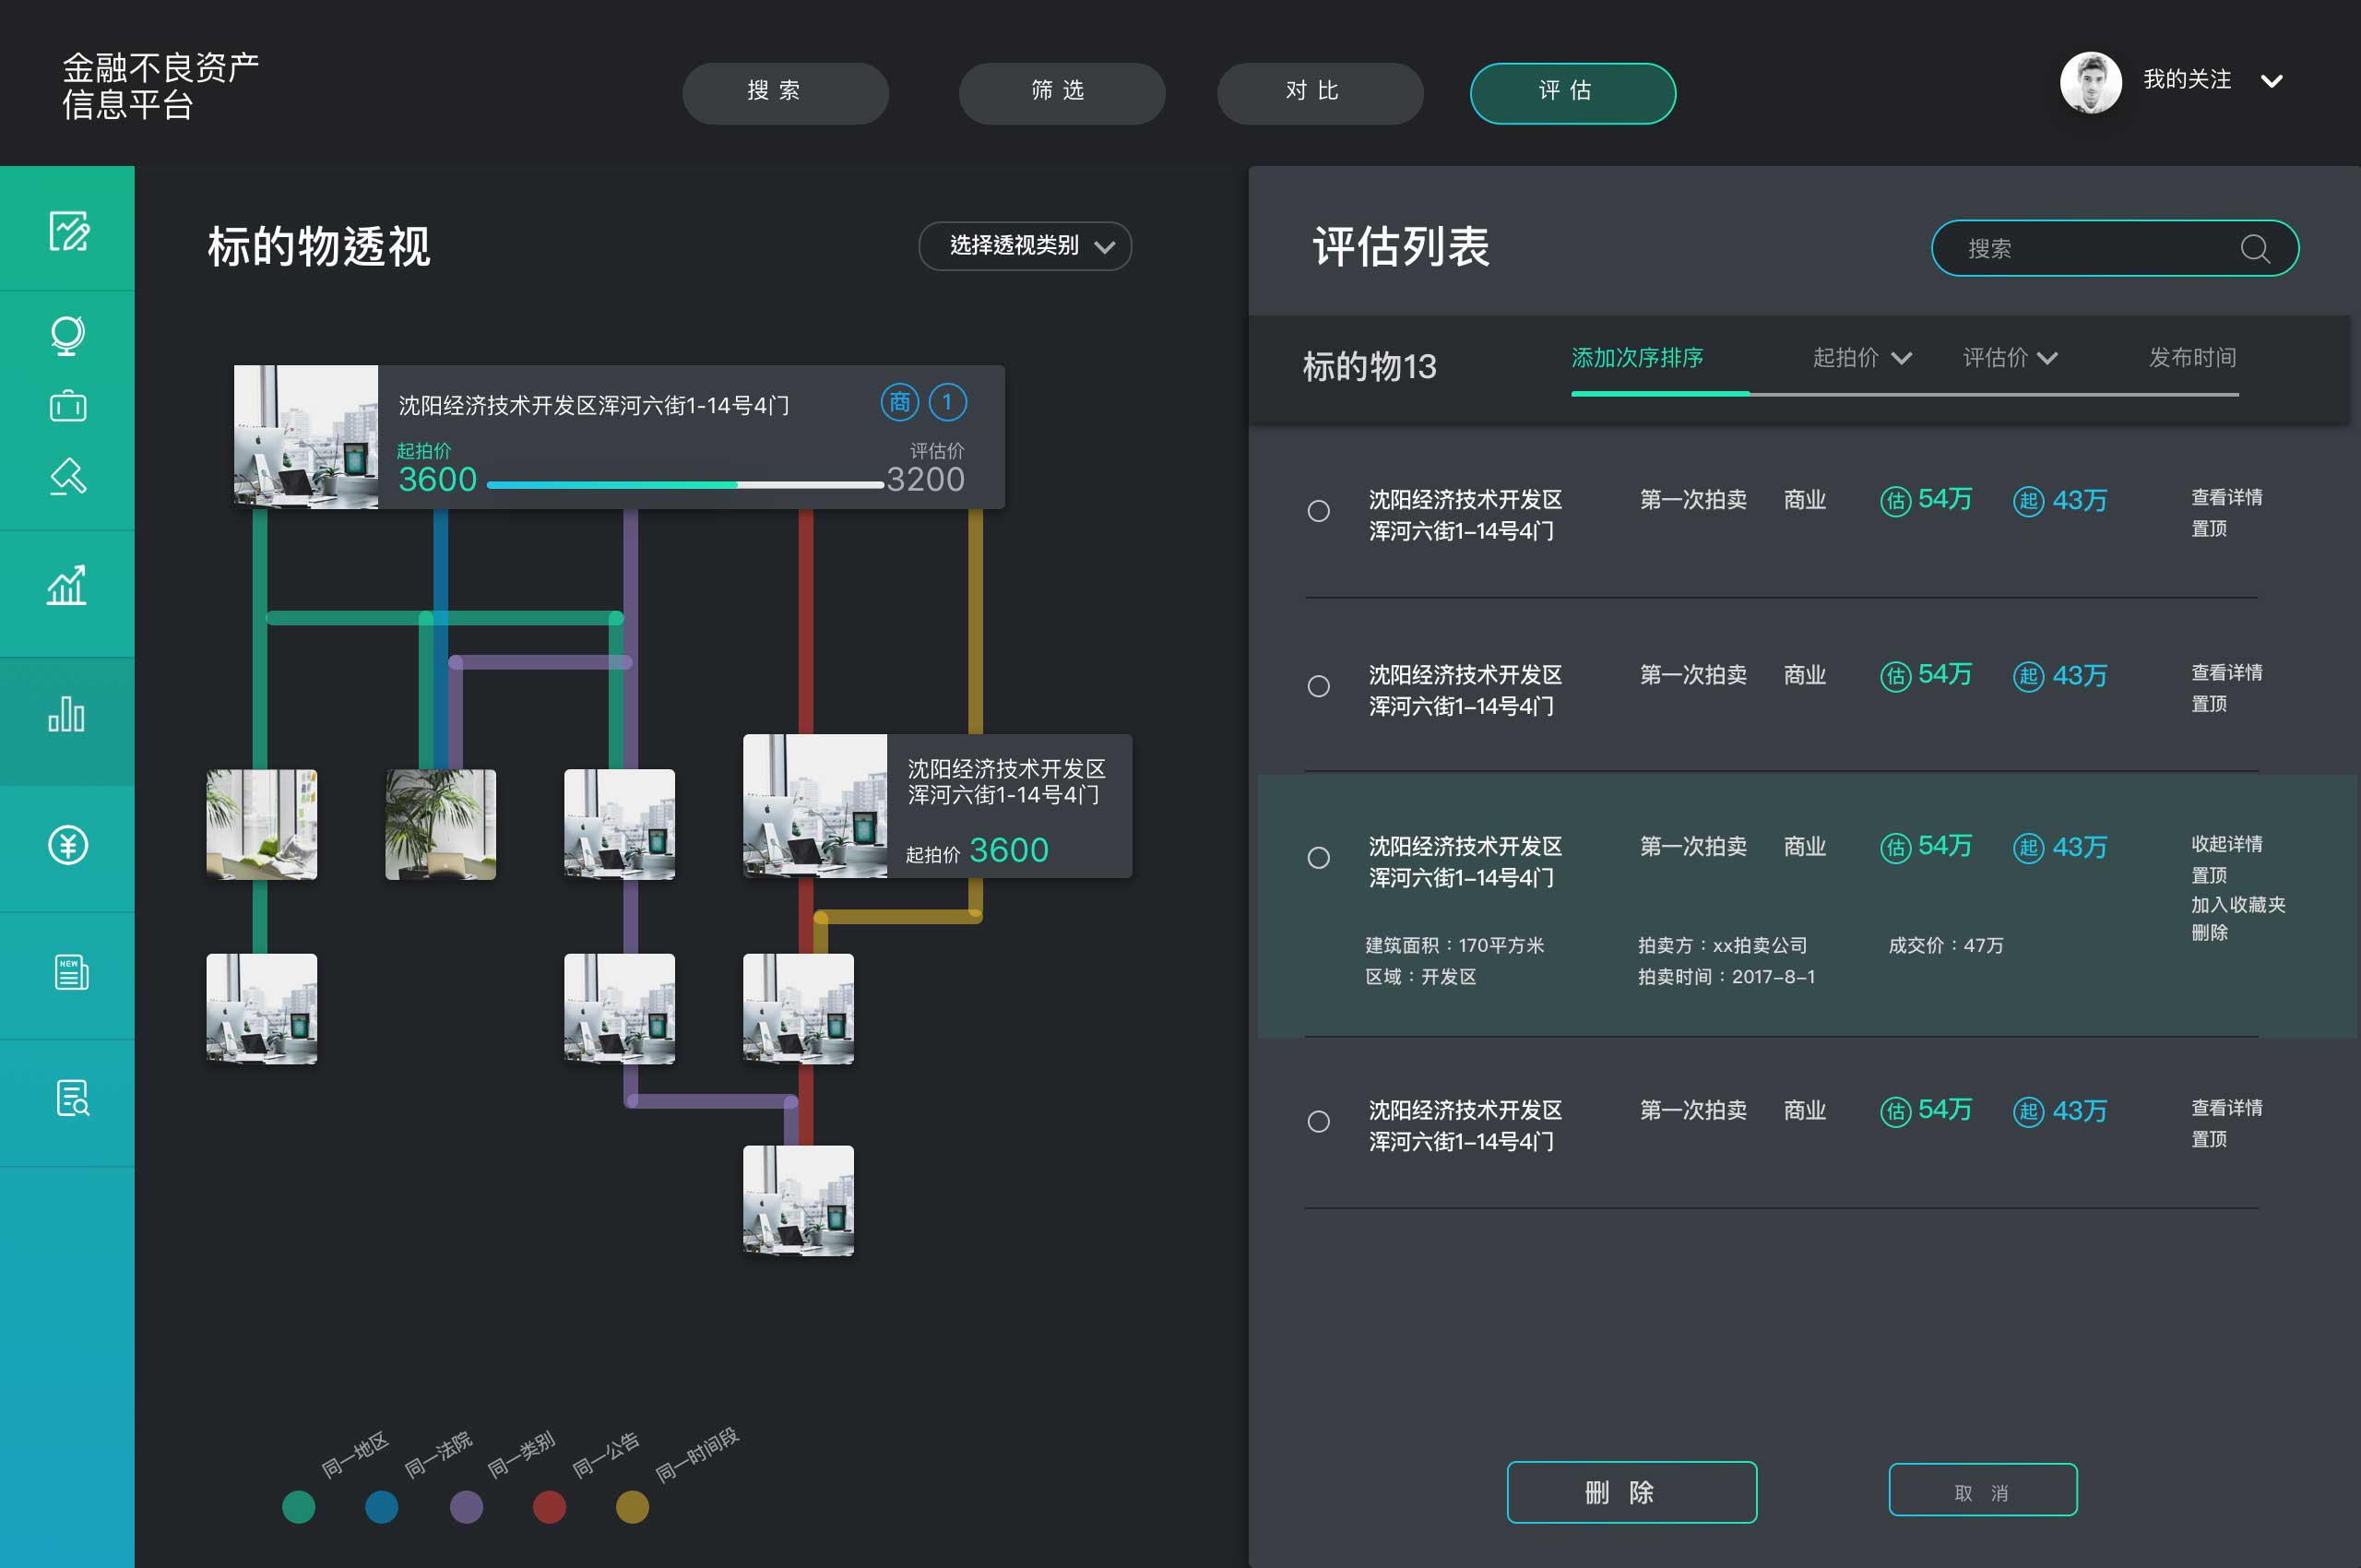 金融不良资产
信息平台
搜 索
筛 选
对 比
评 估
我的关注
标的物透视
选择透视类别
沈阳经济技术开发区浑河六街1-14号4门
商 1
起拍价
评估价
3600
3200
沈阳经济技术开发区
浑河六街1-14号4门
起拍价 3600
NEW
同一地区
同一法院
同一类别
同一公告
同一时间段
评估列表
搜索
标的物13
添加次序排序
起拍价
评估价
发布时间
沈阳经济技术开发区
浑河六街1-14号4门
第一次拍卖
商业
估 54万
起 43万
查看详情
置顶
沈阳经济技术开发区
浑河六街1-14号4门
第一次拍卖
商业
估 54万
起 43万
查看详情
置顶
沈阳经济技术开发区
浑河六街1-14号4门
第一次拍卖
商业
估 54万
起 43万
收起详情
置顶
加入收藏夹
删除
建筑面积：170平方米
拍卖方：xx拍卖公司
成交价：47万
区域：开发区
拍卖时间：2017-8-1
沈阳经济技术开发区
浑河六街1-14号4门
第一次拍卖
商业
估 54万
起 43万
查看详情
置顶
删 除
取 消